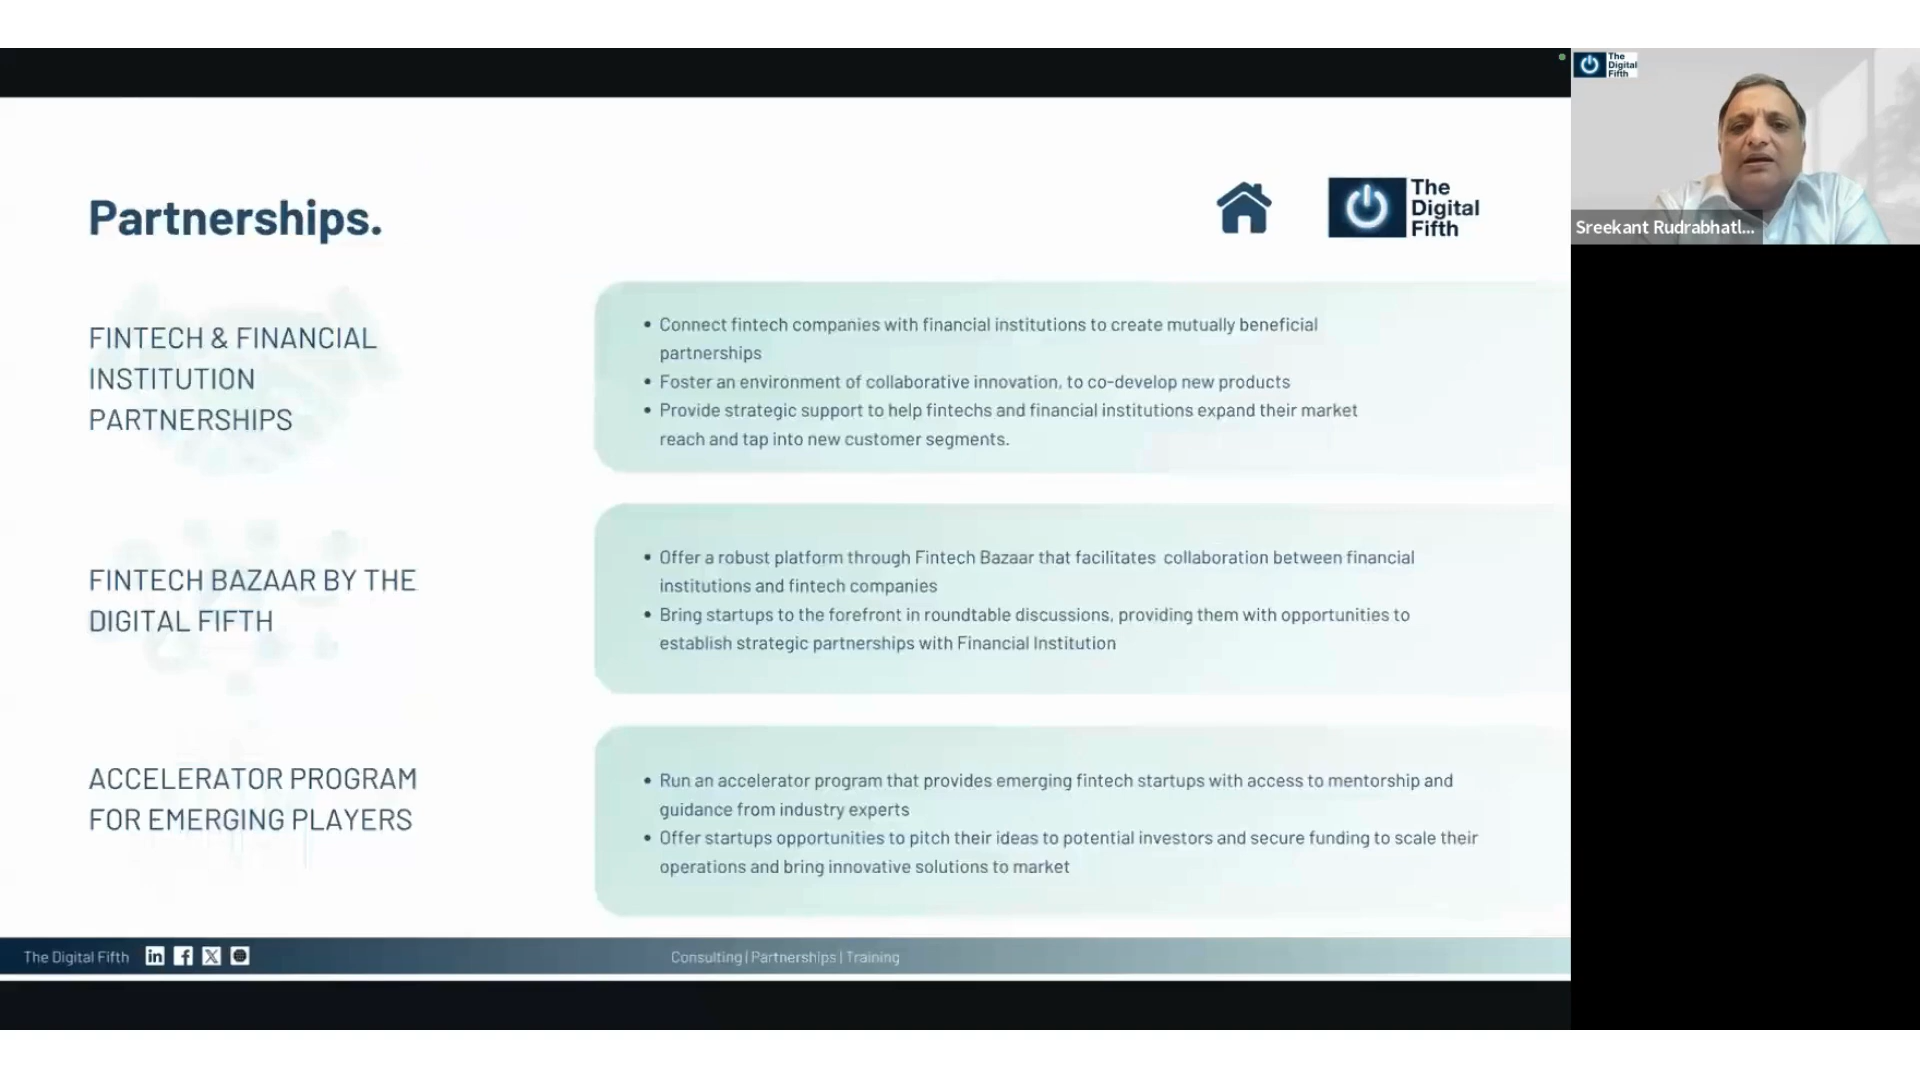 Partnerships.
The
Digital
Fifth
The
Digital
Fifth
Sreekant Rudrabhatl...
FINTECH & FINANCIAL
INSTITUTION
PARTNERSHIPS
• Connect fintech companies with financial institutions to create mutually beneficial
partnerships
• Foster an environment of collaborative innovation, to co-develop new products
• Provide strategic support to help fintechs and financial institutions expand their market
reach and tap into new customer segments.
FINTECH BAZAAR BY THE
DIGITAL FIFTH
• Offer a robust platform through Fintech Bazaar that facilitates collaboration between financial
institutions and fintech companies
• Bring startups to the forefront in roundtable discussions, providing them with opportunities to
establish strategic partnerships with Financial Institution
ACCELERATOR PROGRAM
FOR EMERGING PLAYERS
• Run an accelerator program that provides emerging fintech startups with access to mentorship and
guidance from industry experts
• Offer startups opportunities to pitch their ideas to potential investors and secure funding to scale their
operations and bring innovative solutions to market
The Digital Fifth
Consulting | Partnerships | Training